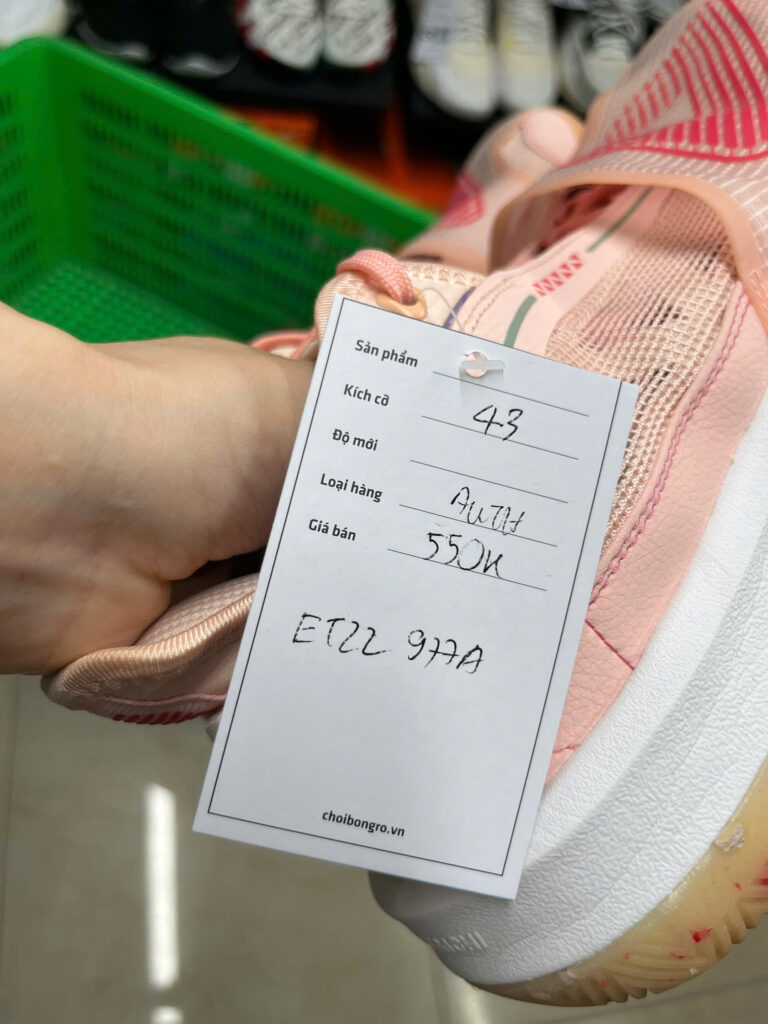 Sản phẩm
Kích cỡ 43
Độ mới
Loại hàng AUTH
Giá bán 550K
ET22 977A
choibongro.vn